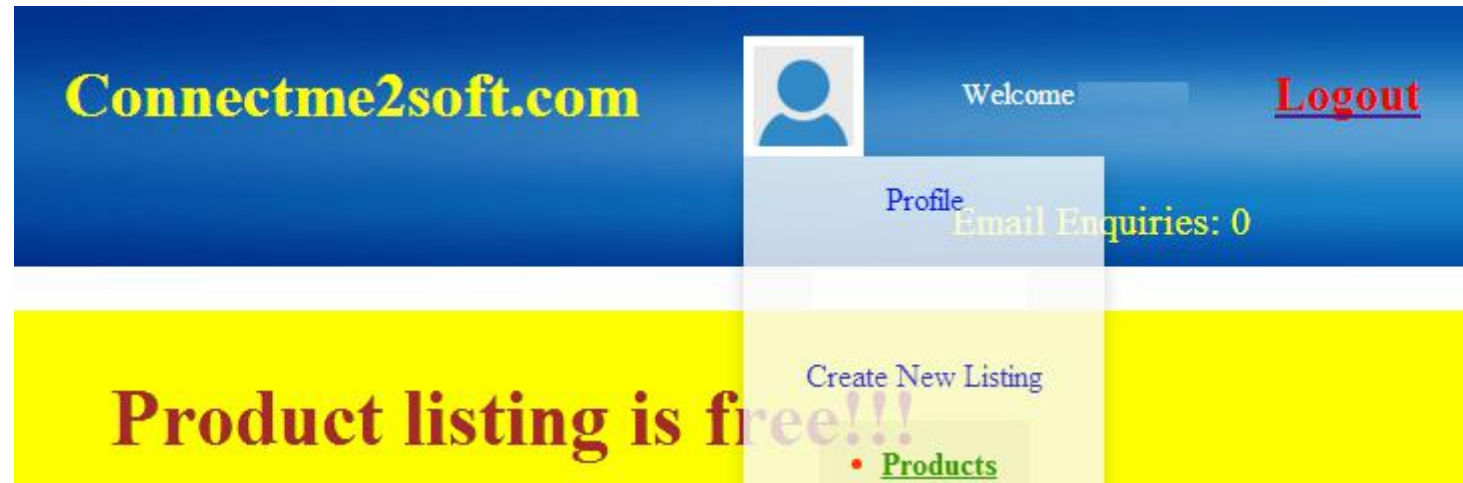 Connectme2soft.com
Welcome
Logout
Profile
Email Enquiries: 0
Create New Listing
Product listing is free!!!
Products